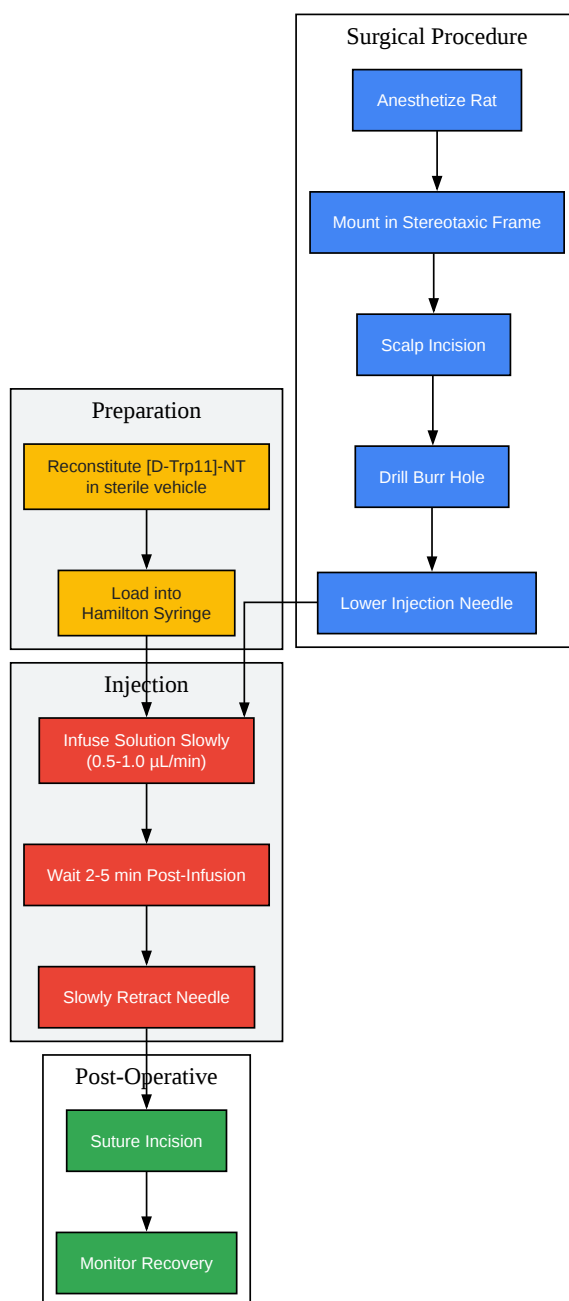 Surgical Procedure
Anesthetize Rat
Mount in Stereotaxic Frame
Scalp Incision
Drill Burr Hole
Lower Injection Needle
Preparation
Reconstitute [D-Trp11]-NT
in sterile vehicle
Load into
Hamilton Syringe
Injection
Infuse Solution Slowly
(0.5-1.0 µL/min)
Wait 2-5 min Post-Infusion
Slowly Retract Needle
Post-Operative
Suture Incision
Monitor Recovery